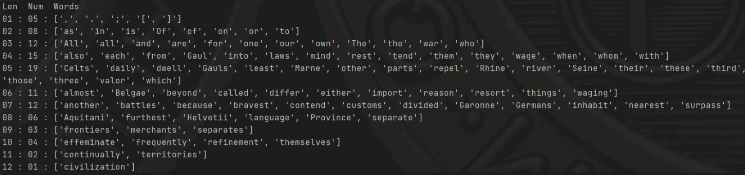 Len  Num  Words
01 : 05 : [',', '.', ';', '[', ']']
02 : 08 : ['as', 'in', 'is', 'Of', 'of', 'on', 'or', 'to']
03 : 12 : ['All', 'all', 'and', 'are', 'for', 'one', 'our', 'own', 'The', 'the', 'war', 'who']
04 : 15 : ['also', 'each', 'from', 'Gaul', 'into', 'laws', 'mind', 'rest', 'tend', 'them', 'they', 'wage', 'when', 'whom', 'with']
05 : 19 : ['Celts', 'daily', 'dwell', 'Gauls', 'least', 'Marne', 'other', 'parts', 'repel', 'Rhine', 'river', 'Seine', 'their', 'these', 'third',
'those', 'three', 'valor', 'which']
06 : 11 : ['almost', 'Belgae', 'beyond', 'called', 'differ', 'either', 'import', 'reason', 'resort', 'things', 'waging']
07 : 12 : ['another', 'battles', 'because', 'bravest', 'contend', 'customs', 'divided', 'Garonne', 'Germans', 'inhabit', 'nearest', 'surpass']
08 : 06 : ['Aquitani', 'furthest', 'Helvetii', 'language', 'Province', 'separate']
09 : 03 : ['frontiers', 'merchants', 'separates']
10 : 04 : ['effeminate', 'frequently', 'refinement', 'themselves']
11 : 02 : ['continually', 'territories']
12 : 01 : ['civilization']